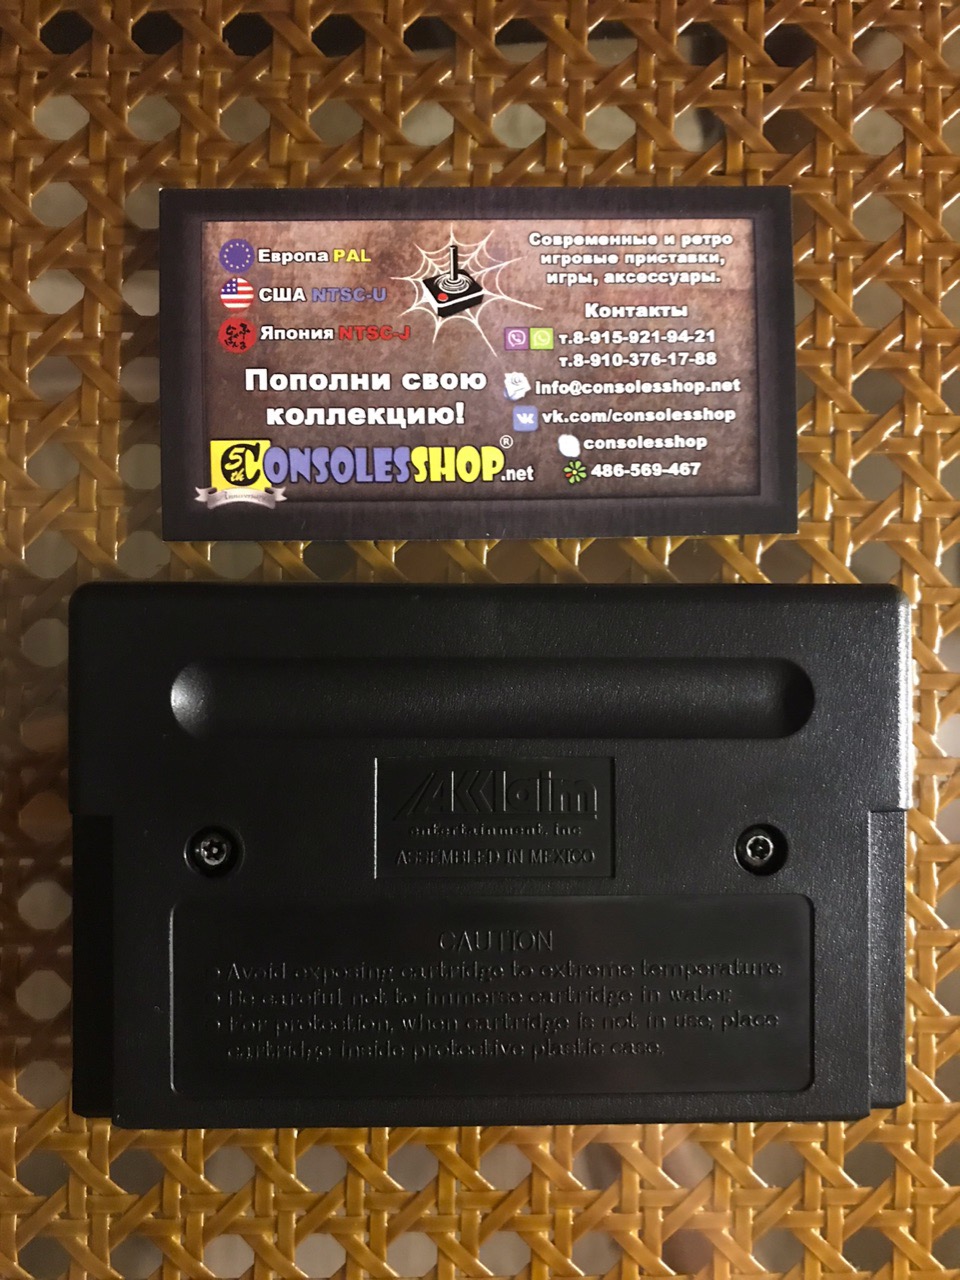 Европа PAL
США NTSC-U
Япония NTSC-J
Пополни свою
коллекцию!
5th
CONSOLESSHOP.net
®
Anniversary
Современные и ретро
игровые приставки,
игры, аксессуары.
Контакты
т.8-915-921-94-21
т.8-910-376-17-88
info@consolesshop.net
vk.com/consolesshop
consolesshop
486-569-467
AKKlaim
entertainment, inc
ASSEMBLED IN MEXICO
CAUTION
• Avoid exposing cartridge to extreme temperature.
• Be careful not to immerse cartridge in water.
• For protection, when cartridge is not in use, place
cartridge inside protective plastic case.